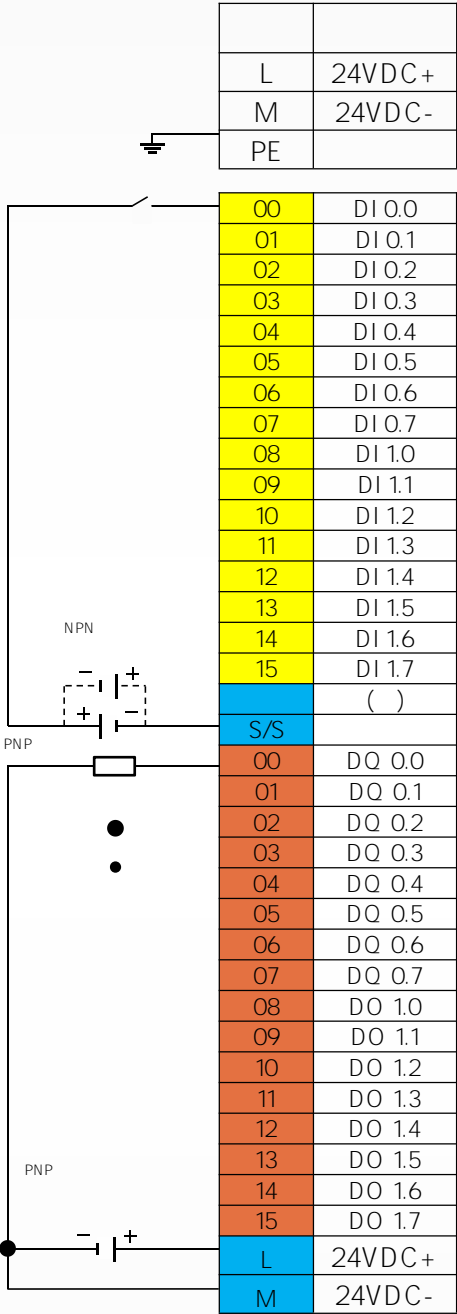 L 24VDC+
M 24VDC-
PE
00 DI 0.0
01 DI 0.1
02 DI 0.2
03 DI 0.3
04 DI 0.4
05 DI 0.5
06 DI 0.6
07 DI 0.7
08 DI 1.0
09 DI 1.1
10 DI 1.2
11 DI 1.3
12 DI 1.4
13 DI 1.5
NPN
14 DI 1.6
15 DI 1.7
- +
( )
+ -
S/S
PNP
00 DQ 0.0
01 DQ 0.1
02 DQ 0.2
03 DQ 0.3
04 DQ 0.4
05 DQ 0.5
06 DQ 0.6
07 DQ 0.7
08 DO 1.0
09 DO 1.1
10 DO 1.2
11 DO 1.3
12 DO 1.4
13 DO 1.5
PNP
14 DO 1.6
15 DO 1.7
- +
L 24VDC+
M 24VDC-